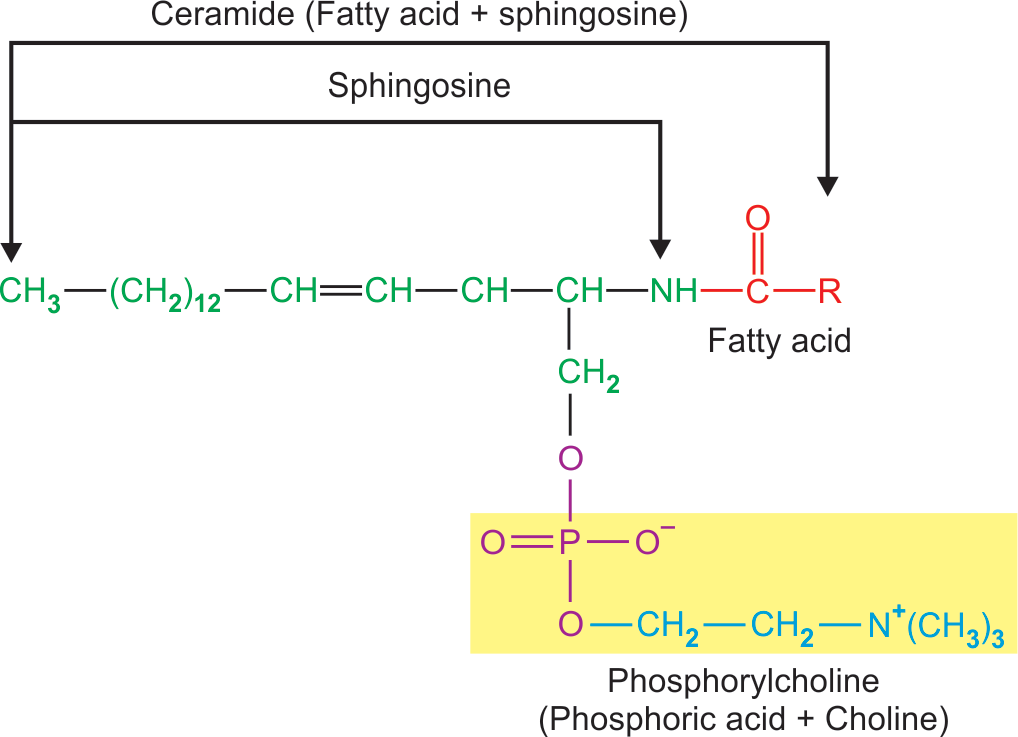 Ceramide (Fatty acid + sphingosine)
Sphingosine
O
CH₃—(CH₂)₁₂—CH=CH—CH—CH—NH—C—R
Fatty acid
CH₂
O
O=P—O⁻
O—CH₂—CH₂—N⁺(CH₃)₃
Phosphorylcholine
(Phosphoric acid + Choline)